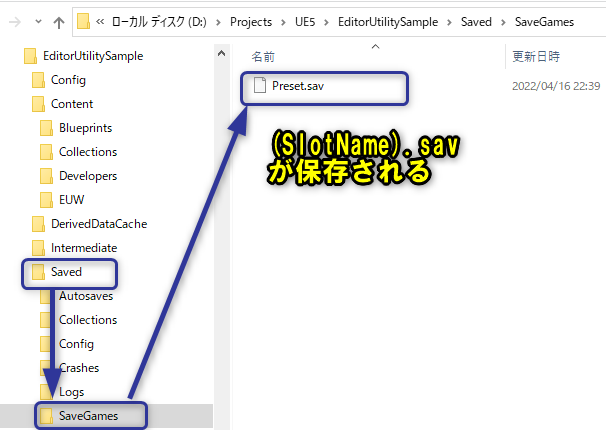 « ローカル ディスク (D:) › Projects › UE5 › EditorUtilitySample › Saved › SaveGames
EditorUtilitySample
Config
Content
Blueprints
Collections
Developers
EUW
DerivedDataCache
Intermediate
Saved
Autosaves
Collections
Config
Crashes
Logs
SaveGames
名前 更新日時
Preset.sav 2022/04/16 22:39
(SlotName).sav
が保存される